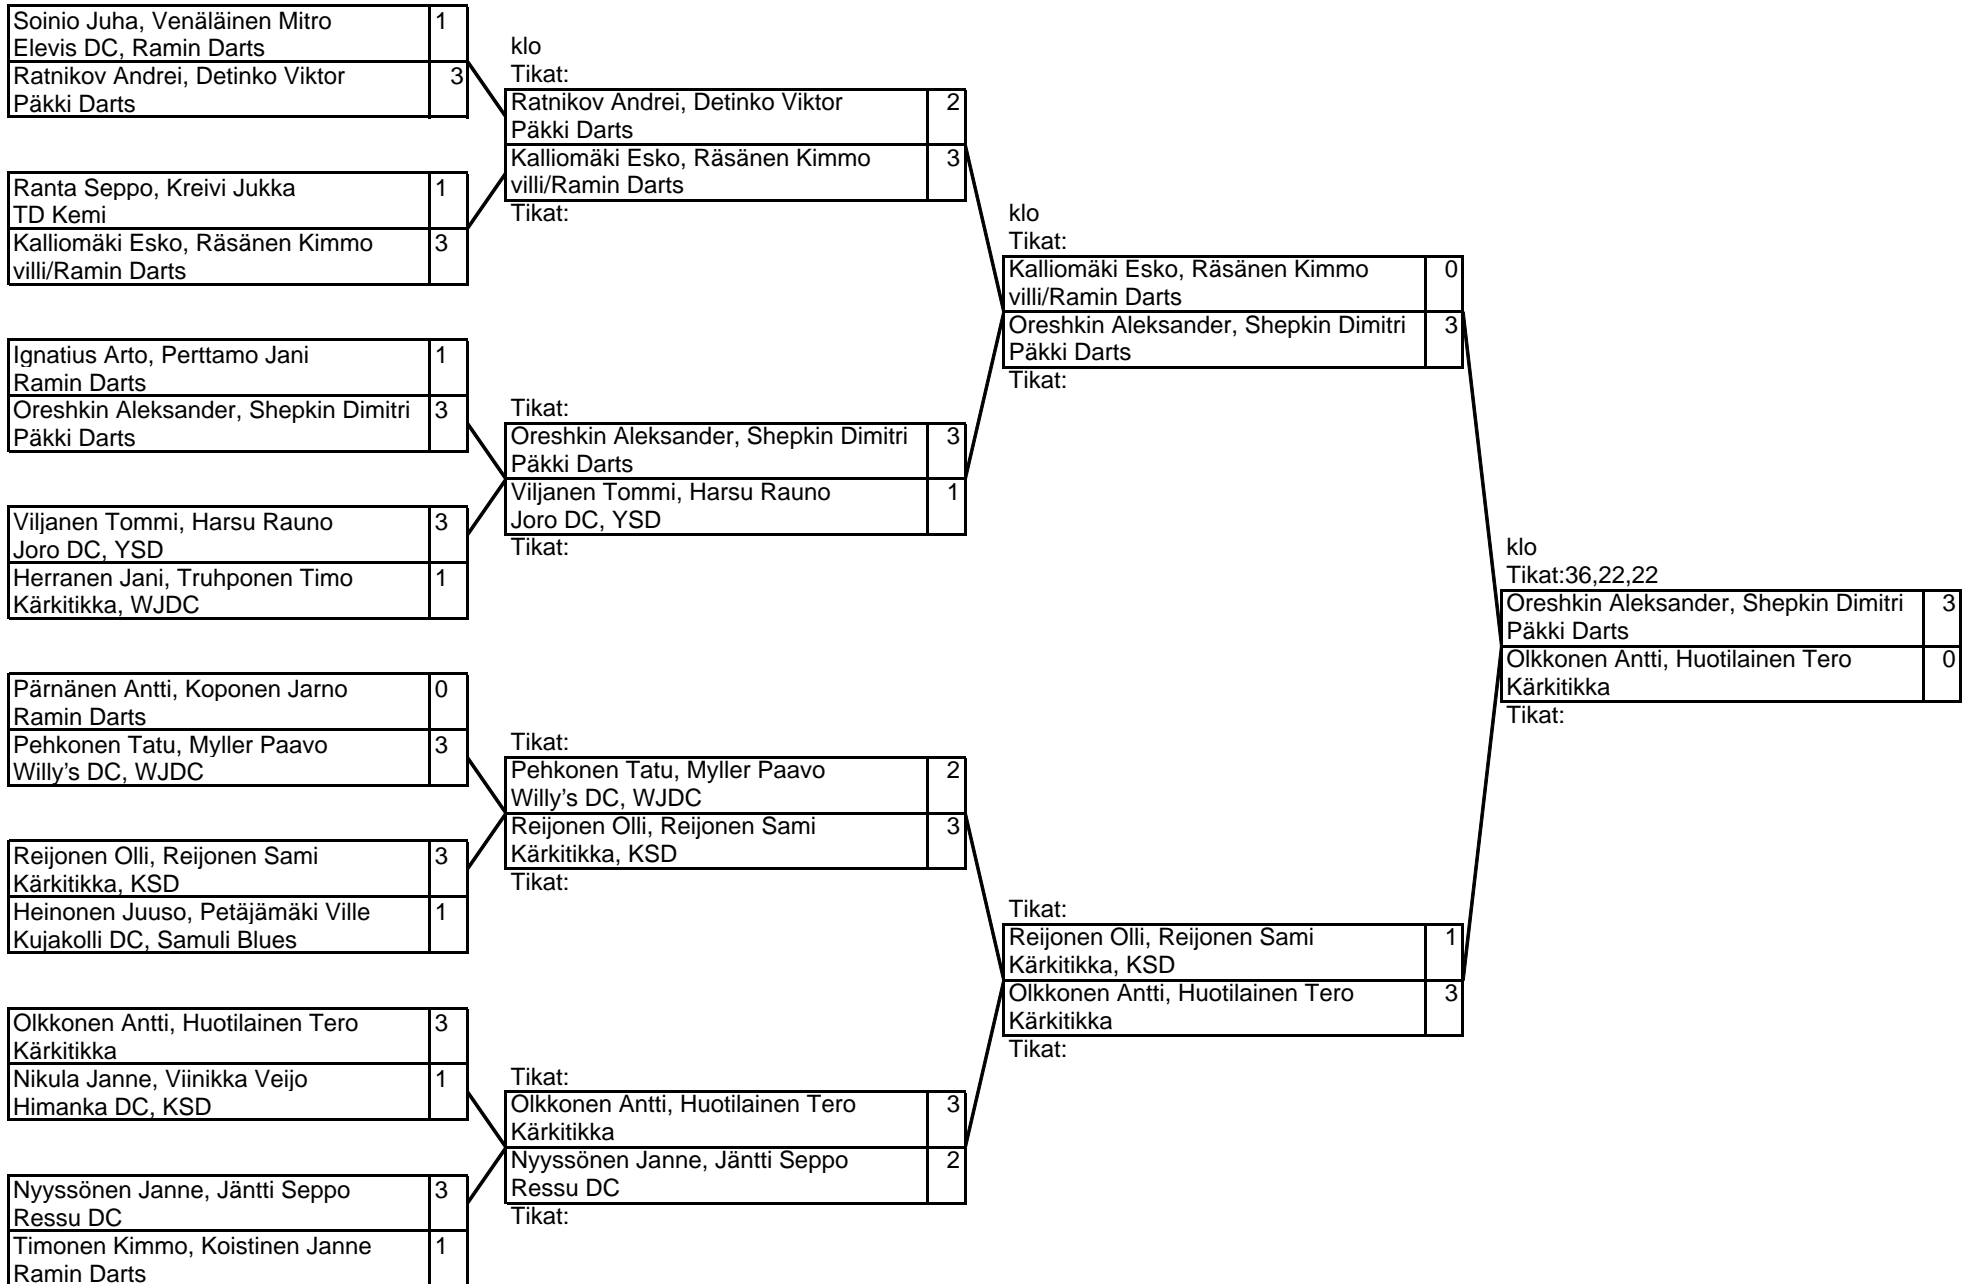 Soinio Juha, Venäläinen Mitro 1
Elevis DC, Ramin Darts
Ratnikov Andrei, Detinko Viktor 3
Päkki Darts
Ranta Seppo, Kreivi Jukka 1
TD Kemi
Kalliomäki Esko, Räsänen Kimmo 3
villi/Ramin Darts
Ignatius Arto, Perttamo Jani 1
Ramin Darts
Oreshkin Aleksander, Shepkin Dimitri 3
Päkki Darts
Viljanen Tommi, Harsu Rauno 3
Joro DC, YSD
Herranen Jani, Truhponen Timo 1
Kärkitikka, WJDC
Pärnänen Antti, Koponen Jarno 0
Ramin Darts
Pehkonen Tatu, Myller Paavo 3
Willy's DC, WJDC
Reijonen Olli, Reijonen Sami 3
Kärkitikka, KSD
Heinonen Juuso, Petäjämäki Ville 1
Kujakolli DC, Samuli Blues
Olkkonen Antti, Huotilainen Tero 3
Kärkitikka
Nikula Janne, Viinikka Veijo 1
Himanka DC, KSD
Nyyssönen Janne, Jäntti Seppo 3
Ressu DC
Timonen Kimmo, Koistinen Janne 1
Ramin Darts
klo
Tikat:
Ratnikov Andrei, Detinko Viktor 2
Päkki Darts
Kalliomäki Esko, Räsänen Kimmo 3
villi/Ramin Darts
Tikat:
Tikat:
Oreshkin Aleksander, Shepkin Dimitri 3
Päkki Darts
Viljanen Tommi, Harsu Rauno 1
Joro DC, YSD
Tikat:
Tikat:
Pehkonen Tatu, Myller Paavo 2
Willy's DC, WJDC
Reijonen Olli, Reijonen Sami 3
Kärkitikka, KSD
Tikat:
Tikat:
Olkkonen Antti, Huotilainen Tero 3
Kärkitikka
Nyyssönen Janne, Jäntti Seppo 2
Ressu DC
Tikat:
klo
Tikat:
Kalliomäki Esko, Räsänen Kimmo 0
villi/Ramin Darts
Oreshkin Aleksander, Shepkin Dimitri 3
Päkki Darts
Tikat:
Tikat:
Reijonen Olli, Reijonen Sami 1
Kärkitikka, KSD
Olkkonen Antti, Huotilainen Tero 3
Kärkitikka
Tikat:
klo
Tikat:36,22,22
Oreshkin Aleksander, Shepkin Dimitri 3
Päkki Darts
Olkkonen Antti, Huotilainen Tero 0
Kärkitikka
Tikat: